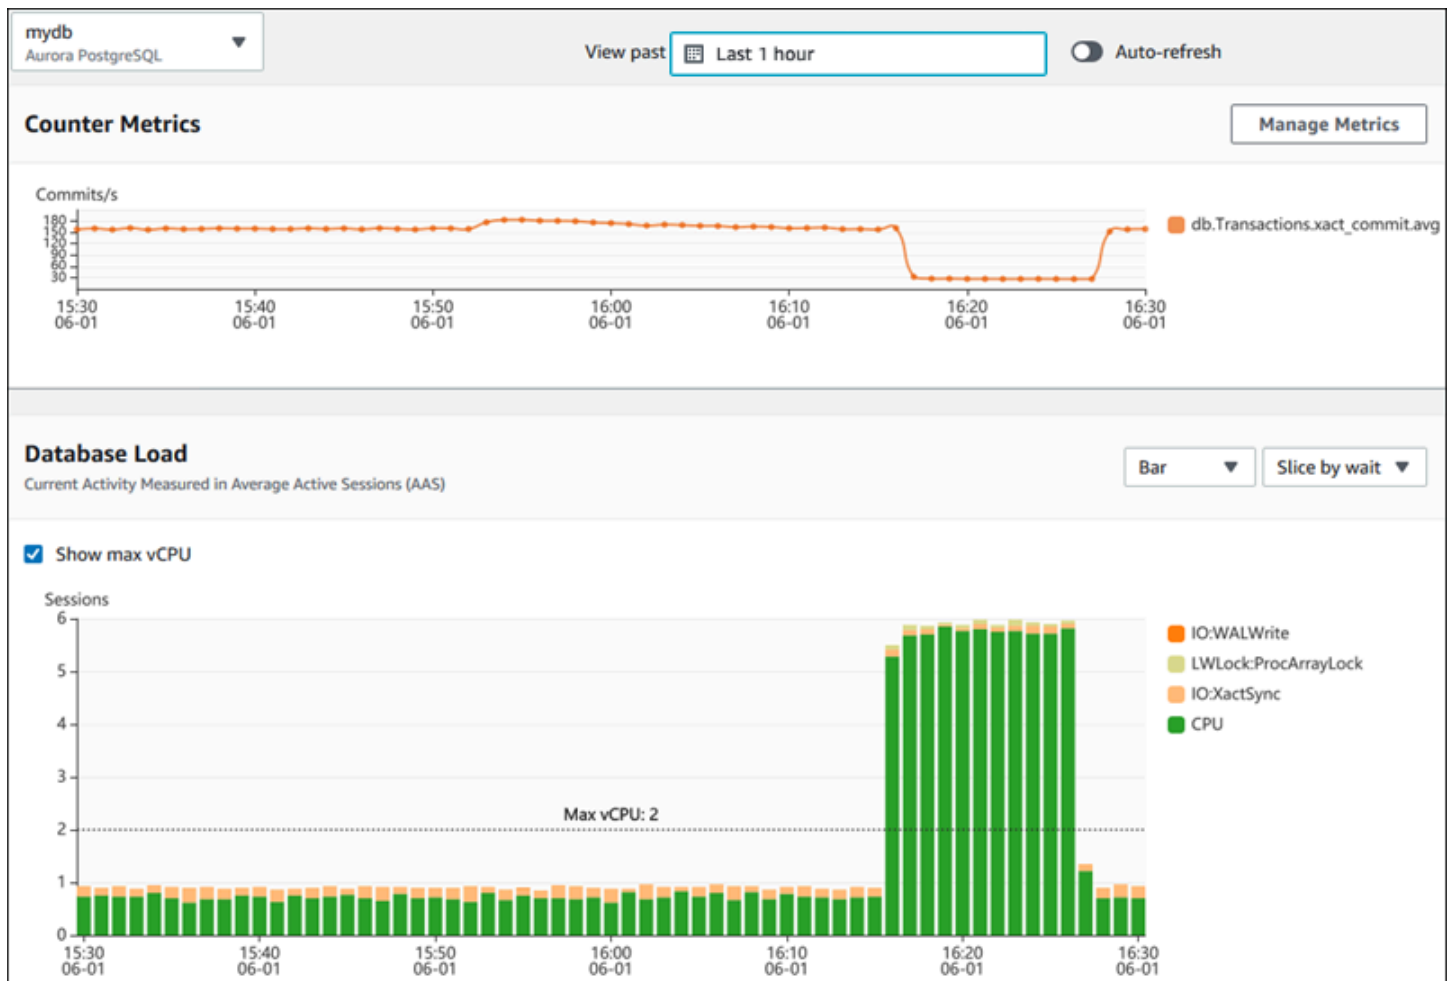 mydb
Aurora PostgreSQL
View past
Last 1 hour
Auto-refresh
Counter Metrics
Manage Metrics
Commits/s
180
150
120
90
60
30
15:30 15:40 15:50 16:00 16:10 16:20 16:30
06-01 06-01 06-01 06-01 06-01 06-01 06-01
db.Transactions.xact_commit.avg
Database Load
Current Activity Measured in Average Active Sessions (AAS)
Bar
Slice by wait
Show max vCPU
Sessions
6
5
4
3
2
1
0
Max vCPU: 2
IO:WALWrite
LWLock:ProcArrayLock
IO:XactSync
CPU
15:30 15:40 15:50 16:00 16:10 16:20 16:30
06-01 06-01 06-01 06-01 06-01 06-01 06-01